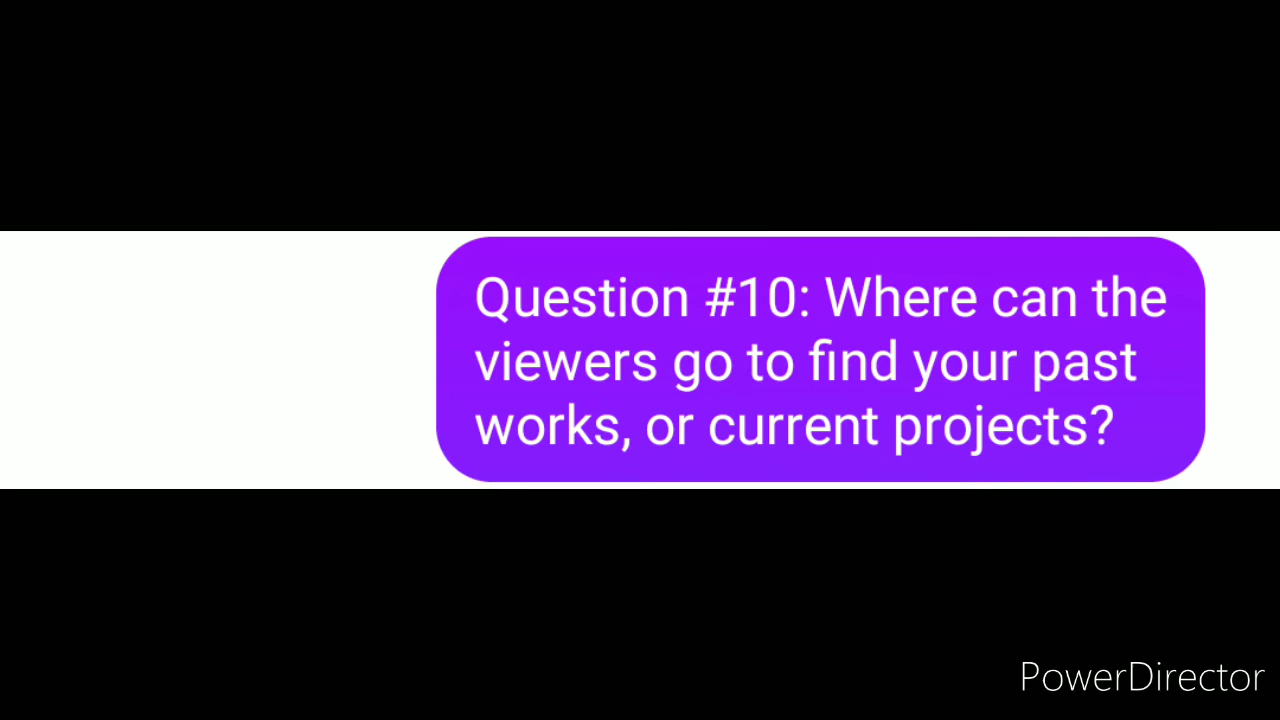 Question #10: Where can the
viewers go to find your past
works, or current projects?
PowerDirector